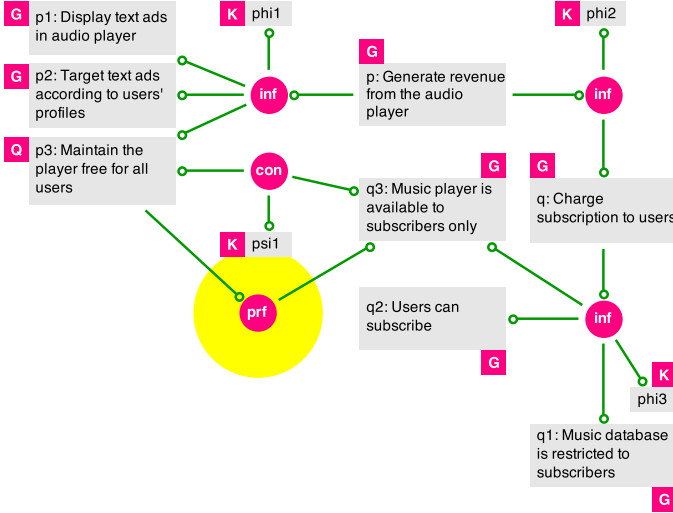 G
p1: Display text ads
in audio player
K
phi1
K
phi2
G
p2: Target text ads
according to users'
profiles
inf
G
p: Generate revenue
from the audio
player
inf
Q
p3: Maintain the
player free for all
users
con
G
q3: Music player is
available to
subscribers only
G
q: Charge
subscription to users
K
psi1
prf
q2: Users can
subscribe
G
inf
K
phi3
q1: Music database
is restricted to
subscribers
G